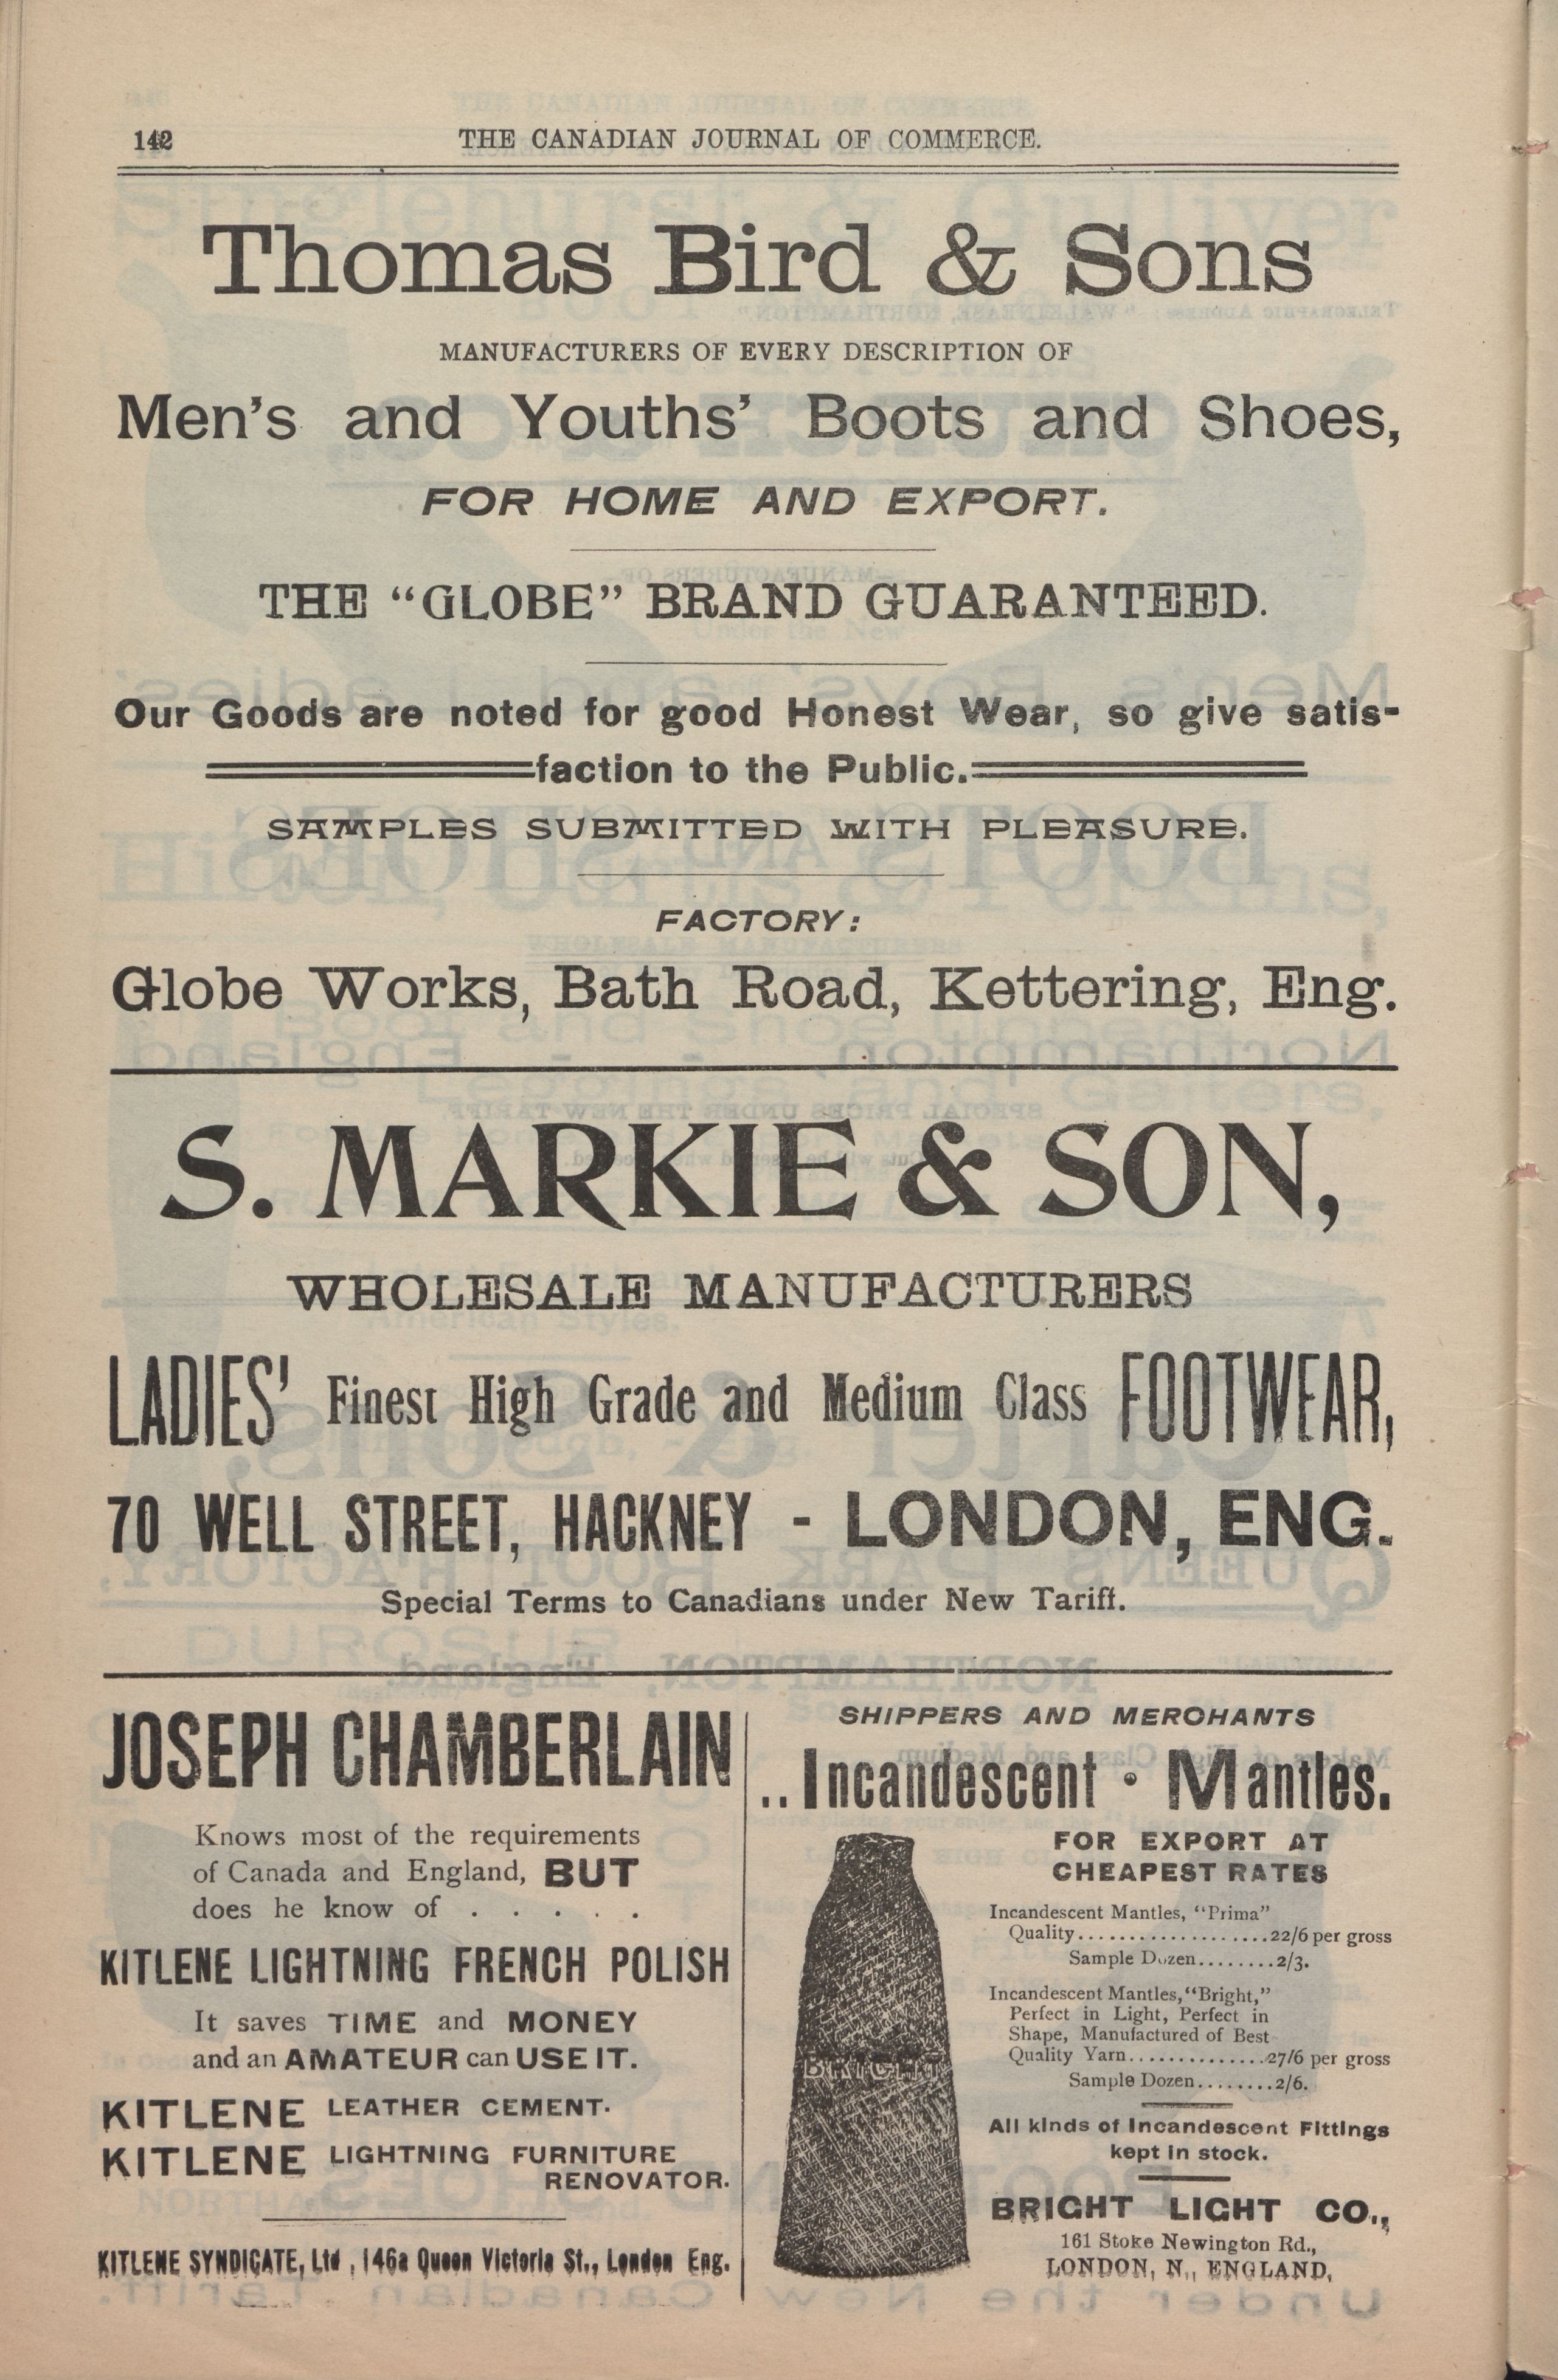 142
THE CANADIAN JOURNAL OF COMMERCE.
Thomas Bird & Sons
MANUFACTURERS OF EVERY DESCRIPTION OF
Men's and Youths' Boots and Shoes,
FOR HOME AND EXPORT.
THE "GLOBE" BRAND GUARANTEED.
Our Goods are noted for good Honest Wear, so give satis-
faction to the Public.
SAMPLES SUBMITTED WITH PLEASURE.
FACTORY:
Globe Works, Bath Road, Kettering, Eng.
S. MARKIE & SON,
WHOLESALE MANUFACTURERS
LADIES' Finest High Grade and Medium Class FOOTWEAR,
70 WELL STREET, HACKNEY - LONDON, ENG.
Special Terms to Canadians under New Tariff.
JOSEPH CHAMBERLAIN
Knows most of the requirements
of Canada and England, BUT
does he know of . . . . .
KITLENE LIGHTNING FRENCH POLISH
It saves TIME and MONEY
and an AMATEUR can USE IT.
KITLENE LEATHER CEMENT.
KITLENE LIGHTNING FURNITURE
RENOVATOR.
KITLENE SYNDICATE, Ltd., 146a Queen Victoria St., London Eng.
SHIPPERS AND MERCHANTS
..Incandescent · Mantles.
FOR EXPORT AT
CHEAPEST RATES
Incandescent Mantles, "Prima"
Quality....................22/6 per gross
Sample Dozen........2/3.
Incandescent Mantles, "Bright,"
Perfect in Light, Perfect in
Shape, Manufactured of Best
Quality Yarn..............27/6 per gross
Sample Dozen........2/6.
BRIGHT
All kinds of Incandescent Fittings
kept in stock.
BRIGHT LIGHT CO.,
161 Stoke Newington Rd.,
LONDON, N., ENGLAND,